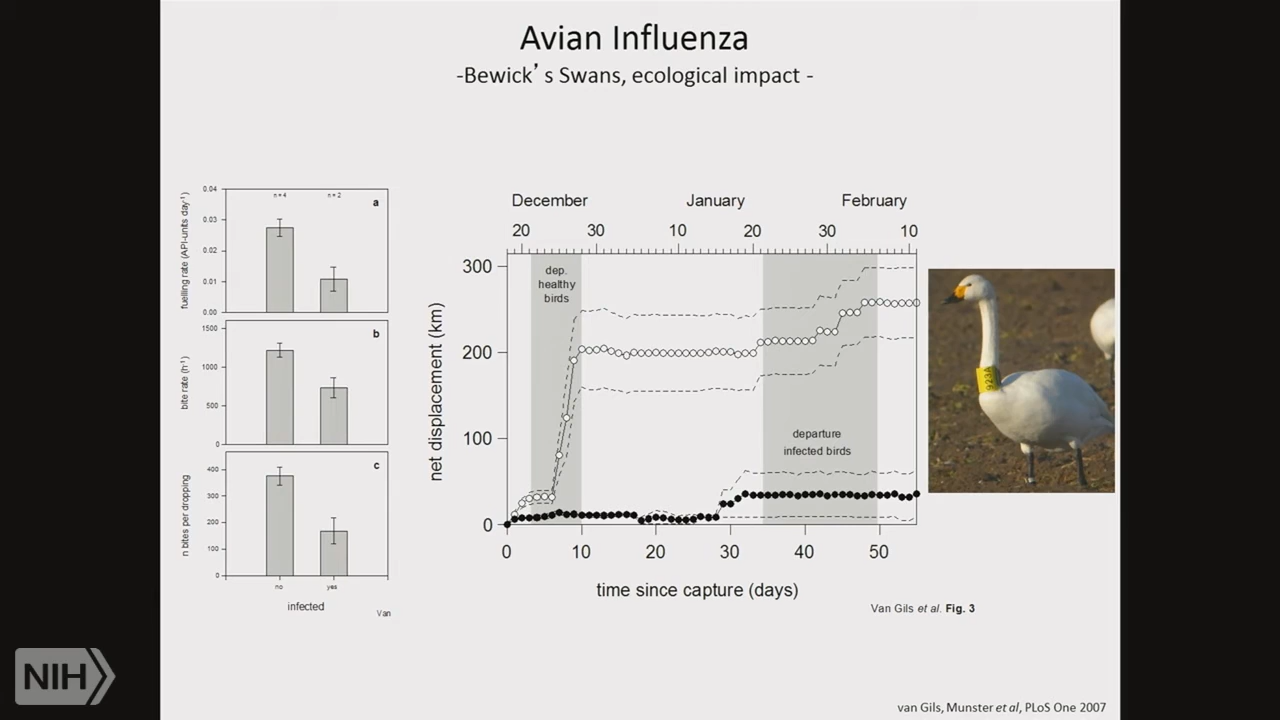 Avian Influenza
-Bewick's Swans, ecological impact -
fuelling rate (API-units day⁻¹)
0.04
0.03
0.02
0.01
0.00
n = 4
n = 2
a
bite rate (h⁻¹)
1500
1000
500
0
b
n bites per dropping
400
300
200
100
0
c
no
yes
infected
Van
December
January
February
20
30
10
20
30
10
net displacement (km)
300
200
100
0
dep.
healthy
birds
departure
infected birds
0
10
20
30
40
50
time since capture (days)
923A
Van Gils et al. Fig. 3
NIH
van Gils, Munster et al, PLoS One 2007